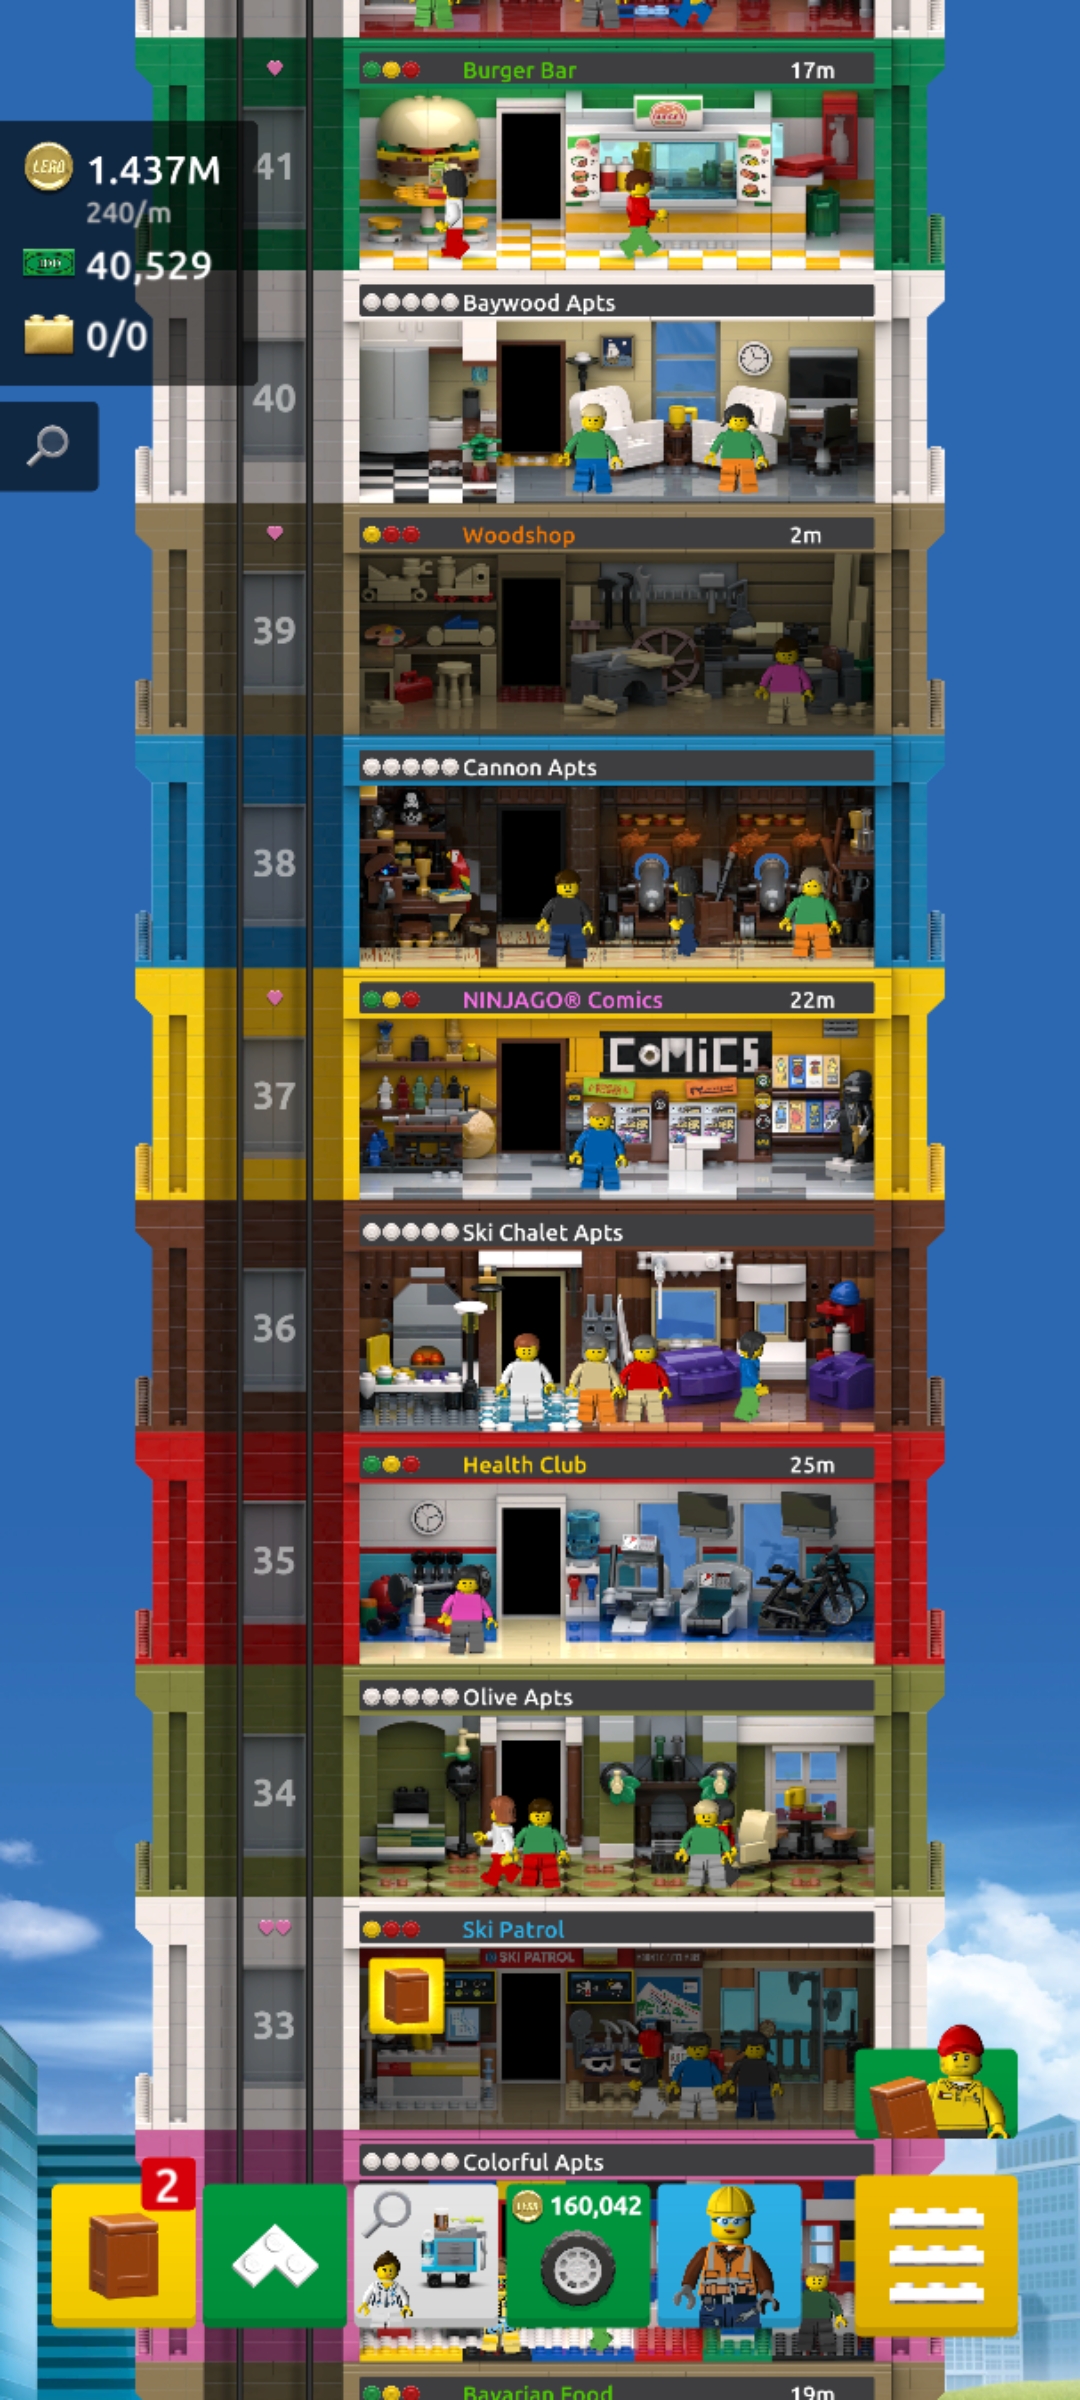 Burger Bar 17m
LEGO 1.437M
240/m
40,529
0/0
41
Baywood Apts
40
Woodshop 2m
39
Cannon Apts
38
NINJAGO® Comics 22m
COMiCS
37
Ski Chalet Apts
36
Health Club 25m
35
Olive Apts
34
Ski Patrol
SKI PATROL
33
Colorful Apts
2
160,042
Bavarian Food 19m